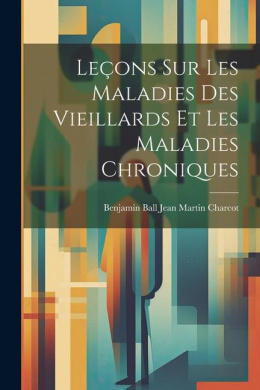 Leçons Sur Les
Maladies Des
Vieillards Et Les
Maladies
Chroniques
Benjamin Ball Jean Martin Charcot